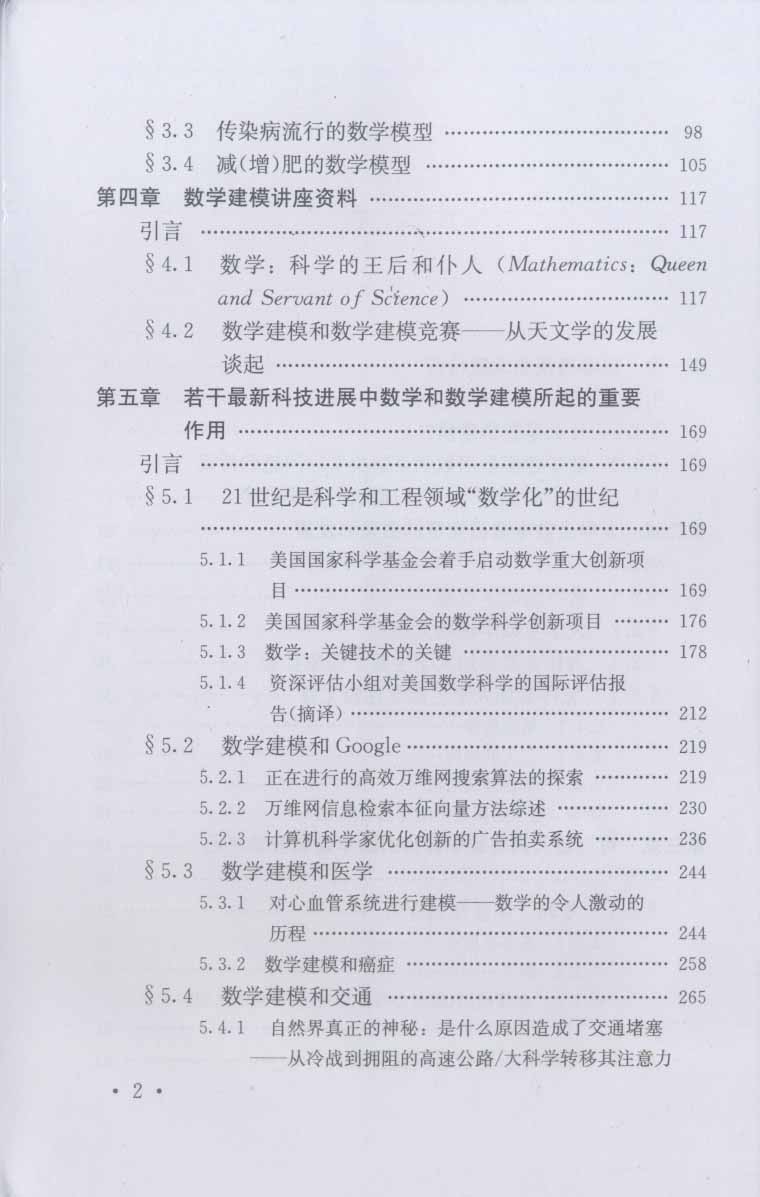 §3.3 传染病流行的数学模型 …………………………… 98
§3.4 减(增)肥的数学模型 …………………………… 105
第四章 数学建模讲座资料 …………………………… 117
引言 …………………………… 117
§4.1 数学：科学的王后和仆人（Mathematics：Queen
and Servant of Science）…………………………… 117
§4.2 数学建模和数学建模竞赛——从天文学的发展
谈起 …………………………… 149
第五章 若干最新科技进展中数学和数学建模所起的重要
作用 …………………………… 169
引言 …………………………… 169
§5.1 21世纪是科学和工程领域“数学化”的世纪
…………………………… 169
5.1.1 美国国家科学基金会着手启动数学重大创新项
目 …………………………… 169
5.1.2 美国国家科学基金会的数学科学创新项目 ……… 176
5.1.3 数学：关键技术的关键 …………………………… 178
5.1.4 资深评估小组对美国数学科学的国际评估报
告(摘译) …………………………… 212
§5.2 数学建模和 Google …………………………… 219
5.2.1 正在进行的高效万维网搜索算法的探索 ………… 219
5.2.2 万维网信息检索本征向量方法综述 …………… 230
5.2.3 计算机科学家优化创新的广告拍卖系统 ………… 236
§5.3 数学建模和医学 …………………………… 244
5.3.1 对心血管系统进行建模——数学的令人激动的
历程 …………………………… 244
5.3.2 数学建模和癌症 …………………………… 258
§5.4 数学建模和交通 …………………………… 265
5.4.1 自然界真正的神秘：是什么原因造成了交通堵塞
——从冷战到拥阻的高速公路/大科学转移其注意力
· 2 ·